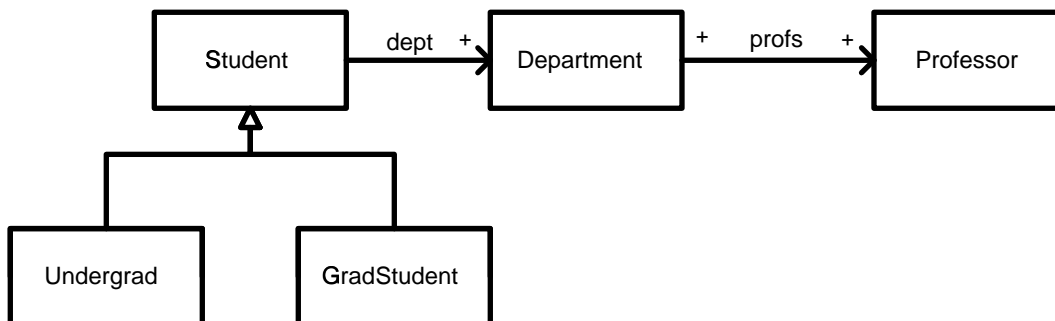 Student
dept +
Department
+ profs +
Professor
Undergrad
GradStudent